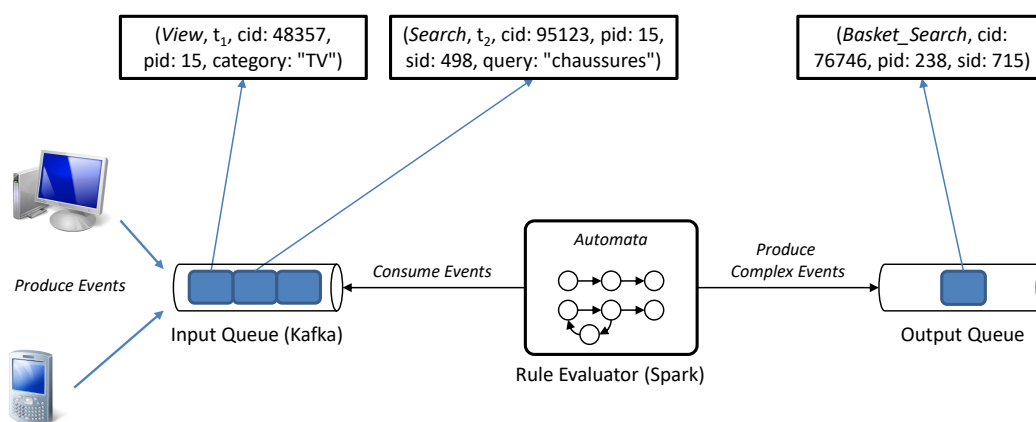 (View, t₁, cid: 48357,
pid: 15, category: "TV")
(Search, t₂, cid: 95123, pid: 15,
sid: 498, query: "chaussures")
(Basket_Search, cid:
76746, pid: 238, sid: 715)
Produce Events
Input Queue (Kafka)
Consume Events
Automata
Rule Evaluator (Spark)
Produce
Complex Events
Output Queue